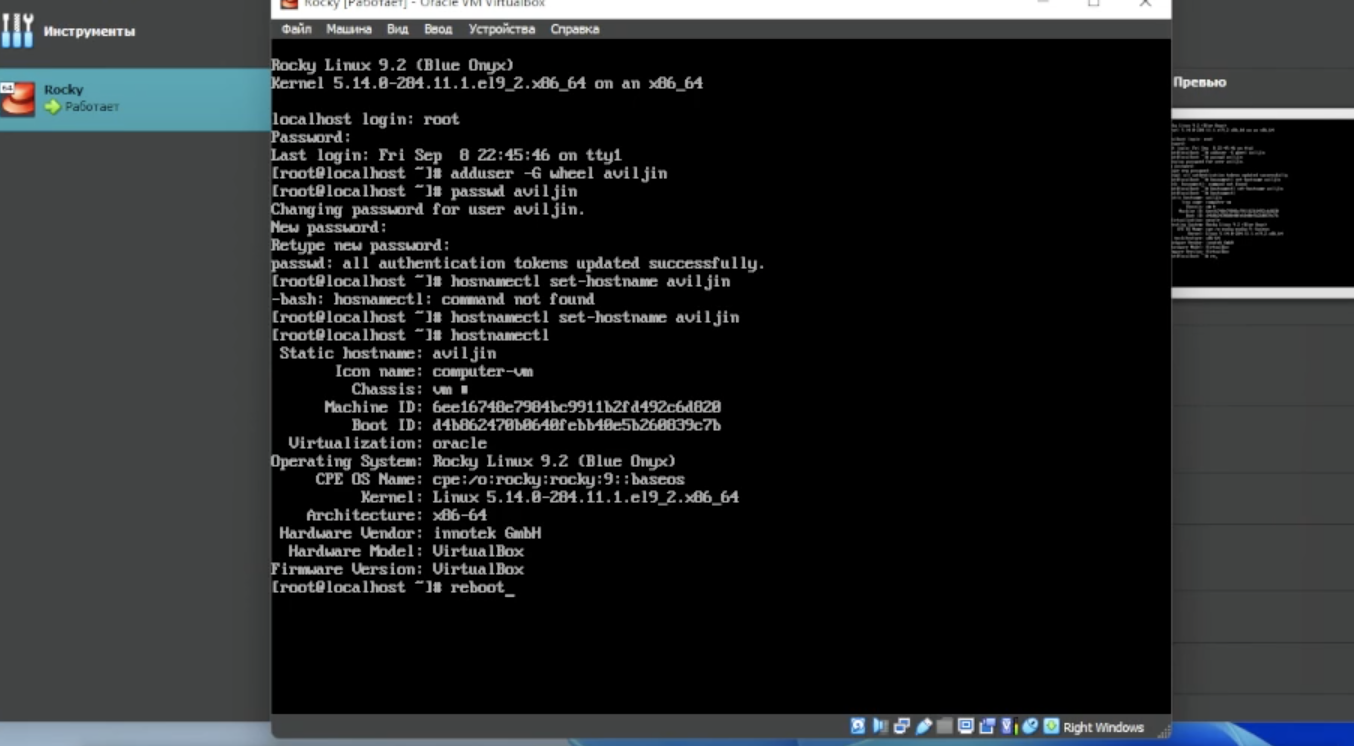 Rocky [Работает] - Oracle VM VirtualBox
Файл Машина Вид Ввод Устройства Справка
Инструменты
64
Rocky
Работает
Rocky Linux 9.2 (Blue Onyx)
Kernel 5.14.0-284.11.1.el9_2.x86_64 on an x86_64
localhost login: root
Password:
Last login: Fri Sep  8 22:45:46 on tty1
[root@localhost ~]# adduser -G wheel aviljin
[root@localhost ~]# passwd aviljin
Changing password for user aviljin.
New password:
Retype new password:
passwd: all authentication tokens updated successfully.
[root@localhost ~]# hosnamectl set-hostname aviljin
-bash: hosnamectl: command not found
[root@localhost ~]# hostnamectl set-hostname aviljin
[root@localhost ~]# hostnamectl
Static hostname: aviljin
Icon name: computer-vm
Chassis: vm
Machine ID: 6ee16748e7984bc9911b2fd492c6d820
Boot ID: d4b862470b0640febb40e5b260839c7b
Virtualization: oracle
Operating System: Rocky Linux 9.2 (Blue Onyx)
CPE OS Name: cpe:/o:rocky:rocky:9::baseos
Kernel: Linux 5.14.0-284.11.1.el9_2.x86_64
Architecture: x86-64
Hardware Vendor: innotek GmbH
Hardware Model: VirtualBox
Firmware Version: VirtualBox
[root@localhost ~]# reboot_
Превью
Right Windows